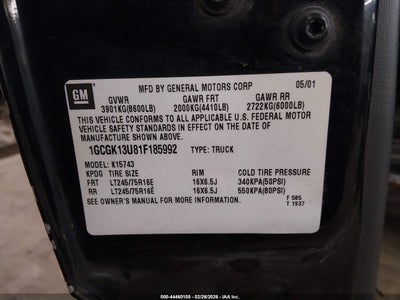 GM
MFD BY GENERAL MOTORS CORP 05/01
GVWR GAWR FRT GAWR RR
3901KG(8600LB) 2000KG(4410LB) 2722KG(6000LB)
THIS VEHICLE CONFORMS TO ALL APPLICABLE U.S. FEDERAL MOTOR
VEHICLE SAFETY STANDARDS IN EFFECT ON THE DATE OF
MANUFACTURE SHOWN ABOVE.
1GCGK13U81F185992 TYPE: TRUCK
MODEL: K15743
KPDG TIRE SIZE RIM COLD TIRE PRESSURE
FRT LT245/75R16E 16X6.5J 340KPA(50PSI)
RR LT245/75R16E 16X6.5J 550KPA(80PSI)
SEE OWNER'S MANUAL FOR MORE INFORMATION.
F 585
T 1937
000-44460105 - 02/26/2026 - IAAI.COM